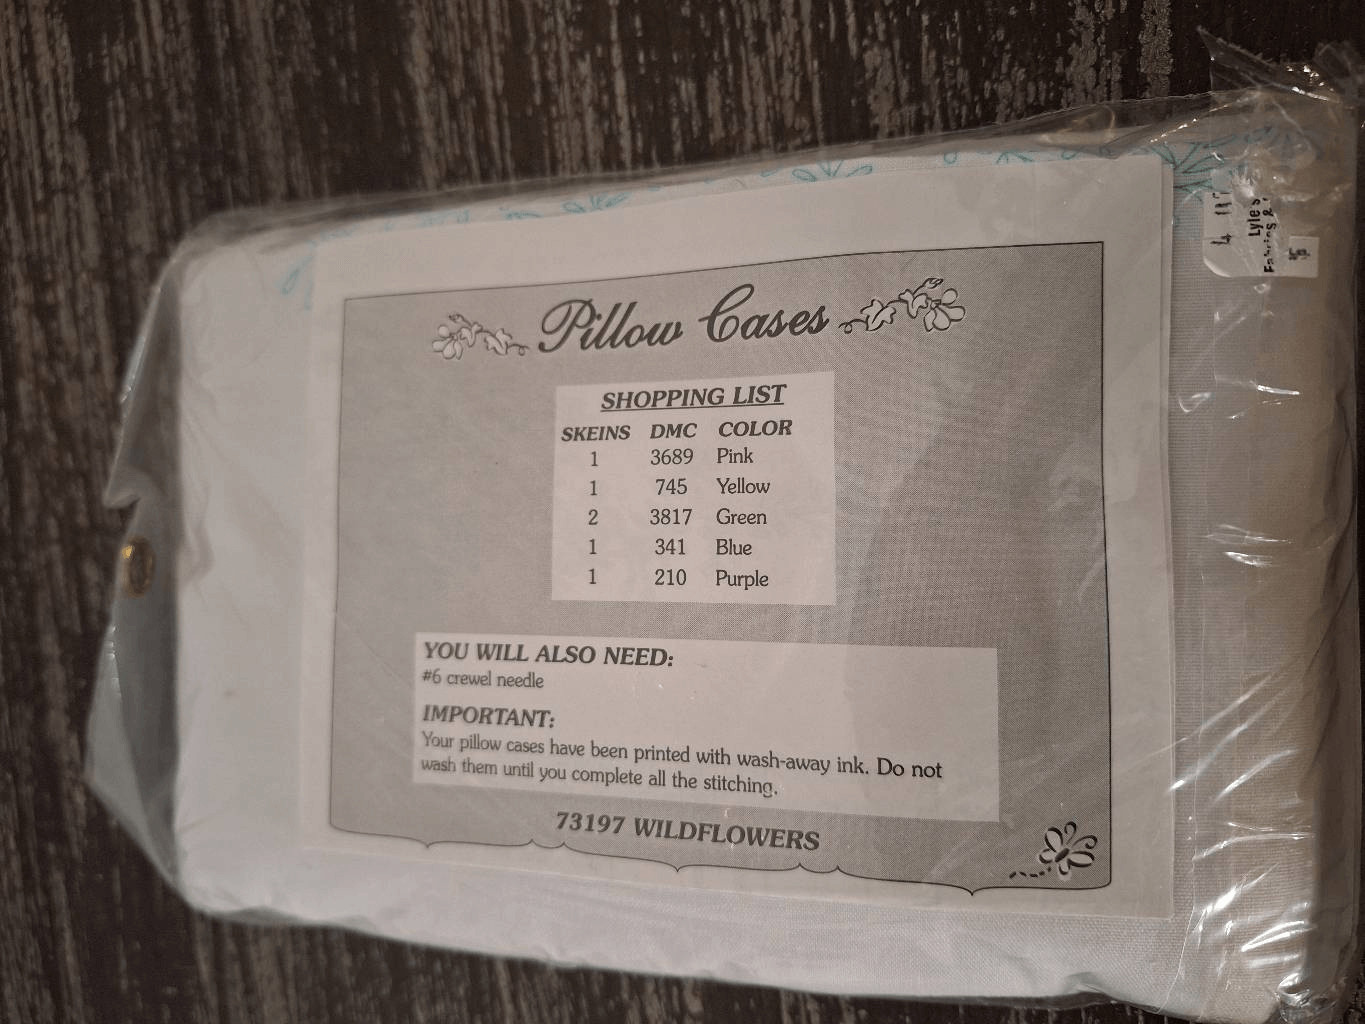 Pillow Cases
SHOPPING LIST
SKEINS DMC COLOR
1 3689 Pink
1 745 Yellow
2 3817 Green
1 341 Blue
1 210 Purple
YOU WILL ALSO NEED:
#6 crewel needle
IMPORTANT:
Your pillow cases have been printed with wash-away ink. Do not
wash them until you complete all the stitching.
73197 WILDFLOWERS
Lyle's
Fabrics &